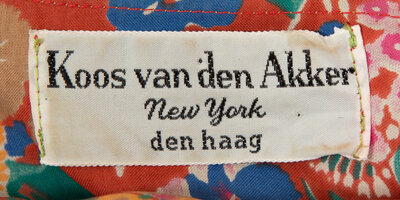 Koos van den Akker
New York
den haag